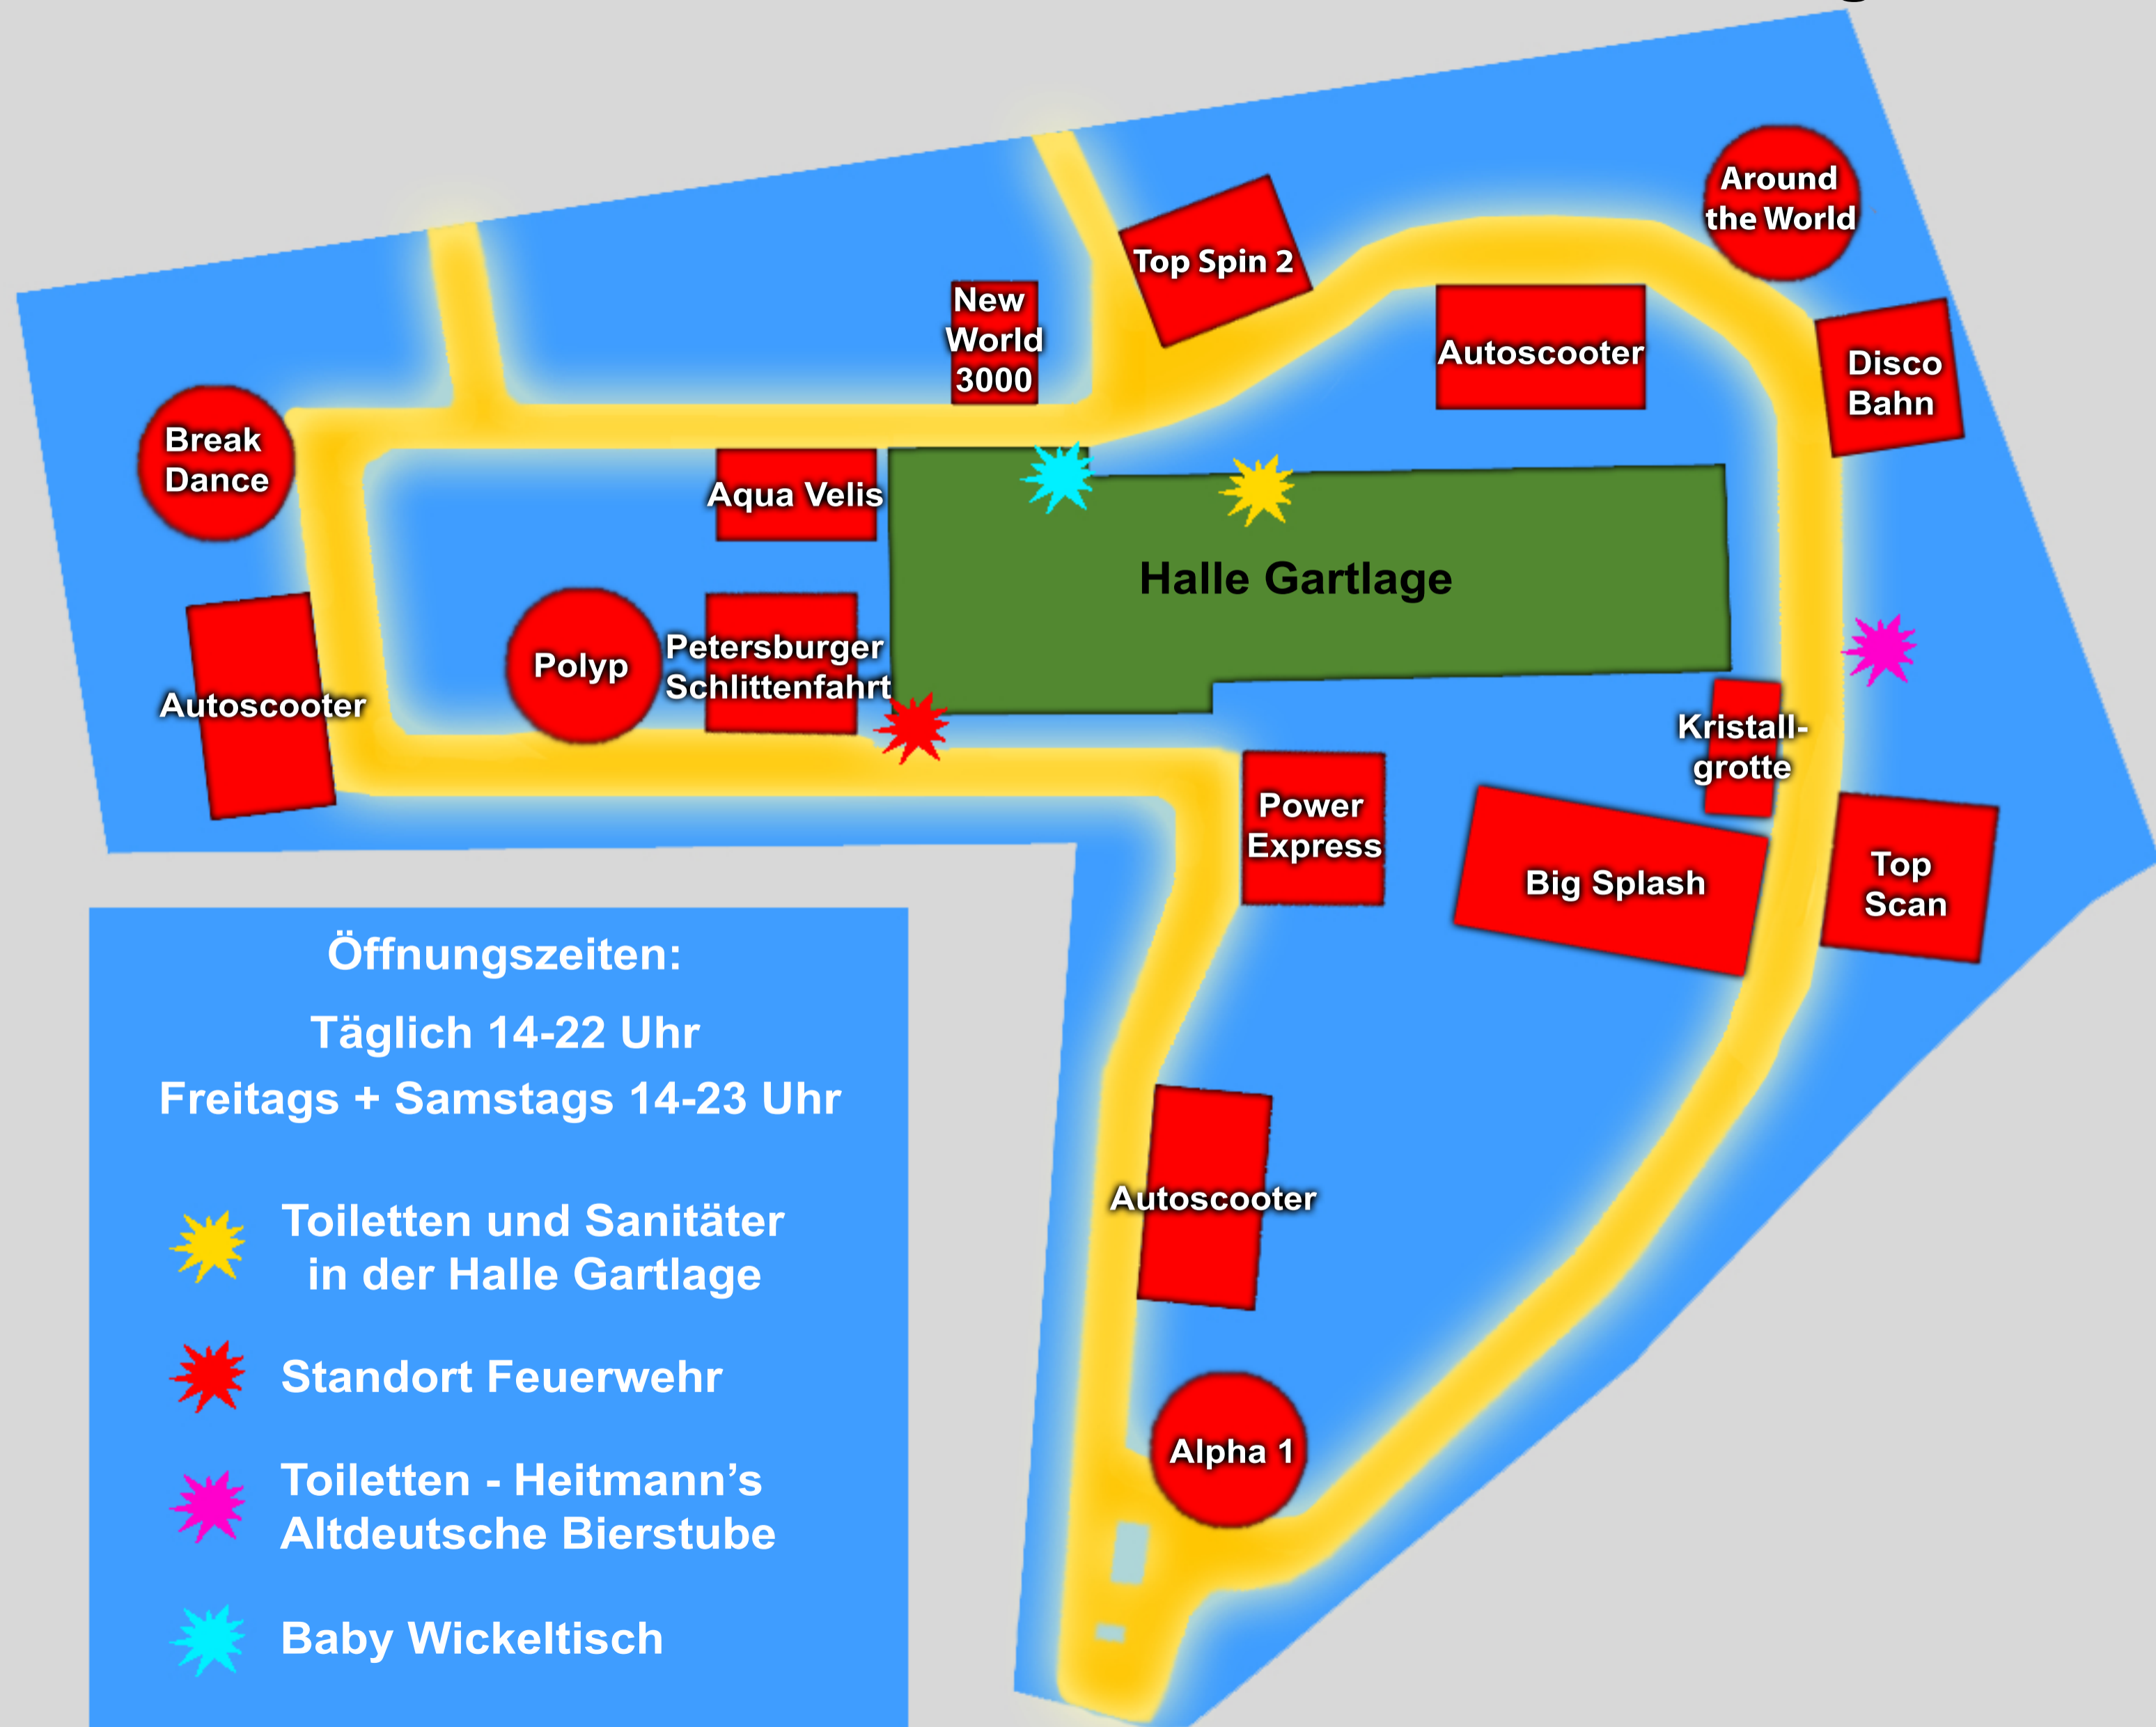 Around
the World
Top Spin 2
New
World
3000
Autoscooter
Disco
Bahn
Break
Dance
Aqua Velis
Halle Gartlage
Polyp
Petersburger
Schlittenfahrt
Autoscooter
Kristall-
grotte
Power
Express
Big Splash
Top
Scan
Autoscooter
Alpha 1
Öffnungszeiten:
Täglich 14-22 Uhr
Freitags + Samstags 14-23 Uhr
Toiletten und Sanitäter
in der Halle Gartlage
Standort Feuerwehr
Toiletten - Heitmann’s
Altdeutsche Bierstube
Baby Wickeltisch